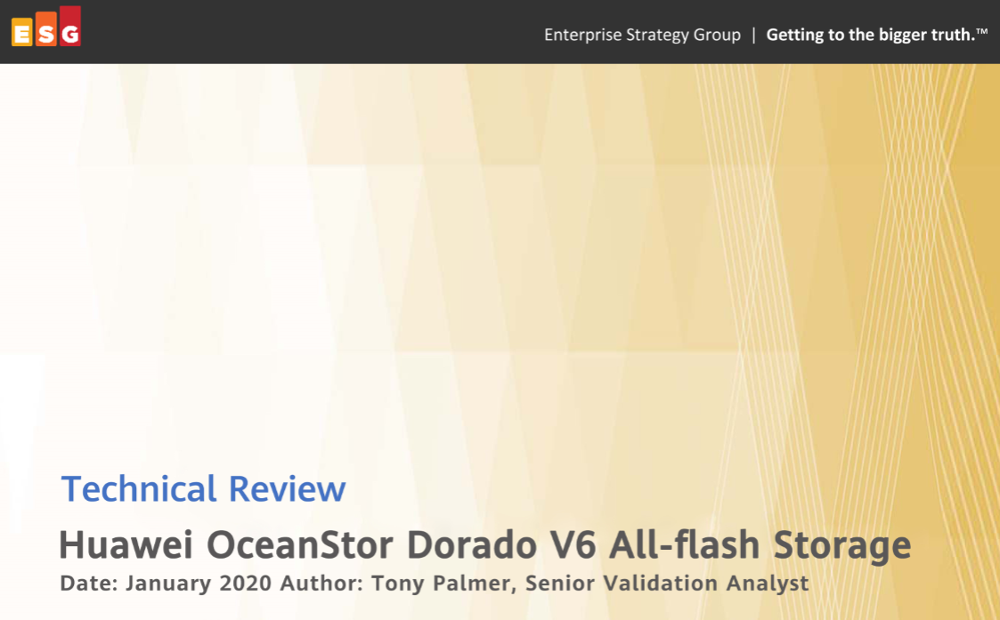 ESG
Enterprise Strategy Group | Getting to the bigger truth.™
Technical Review
Huawei OceanStor Dorado V6 All-flash Storage
Date: January 2020 Author: Tony Palmer, Senior Validation Analyst